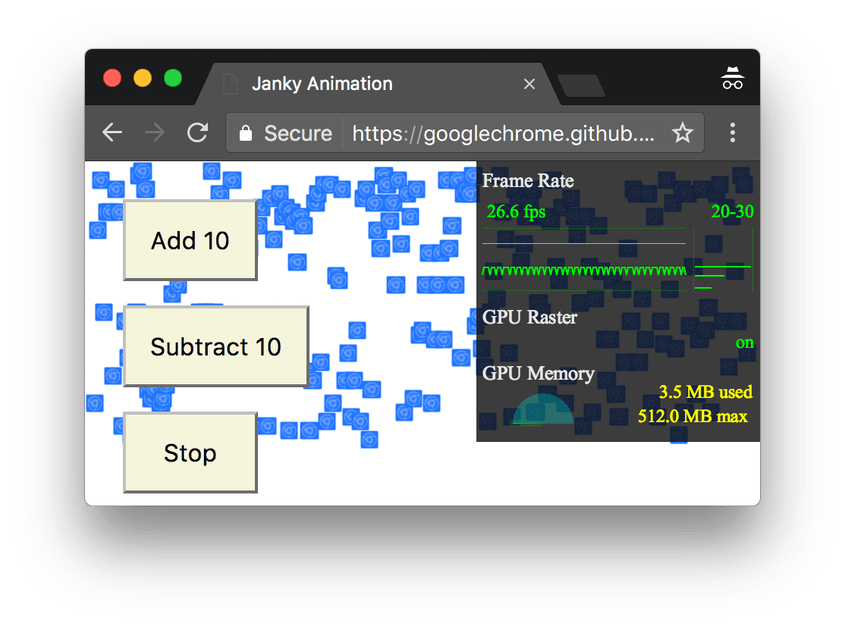 Janky Animation
Secure https://googlechrome.github....
Frame Rate
26.6 fps 20-30
Add 10
GPU Raster
on
Subtract 10
GPU Memory
3.5 MB used
512.0 MB max
Stop